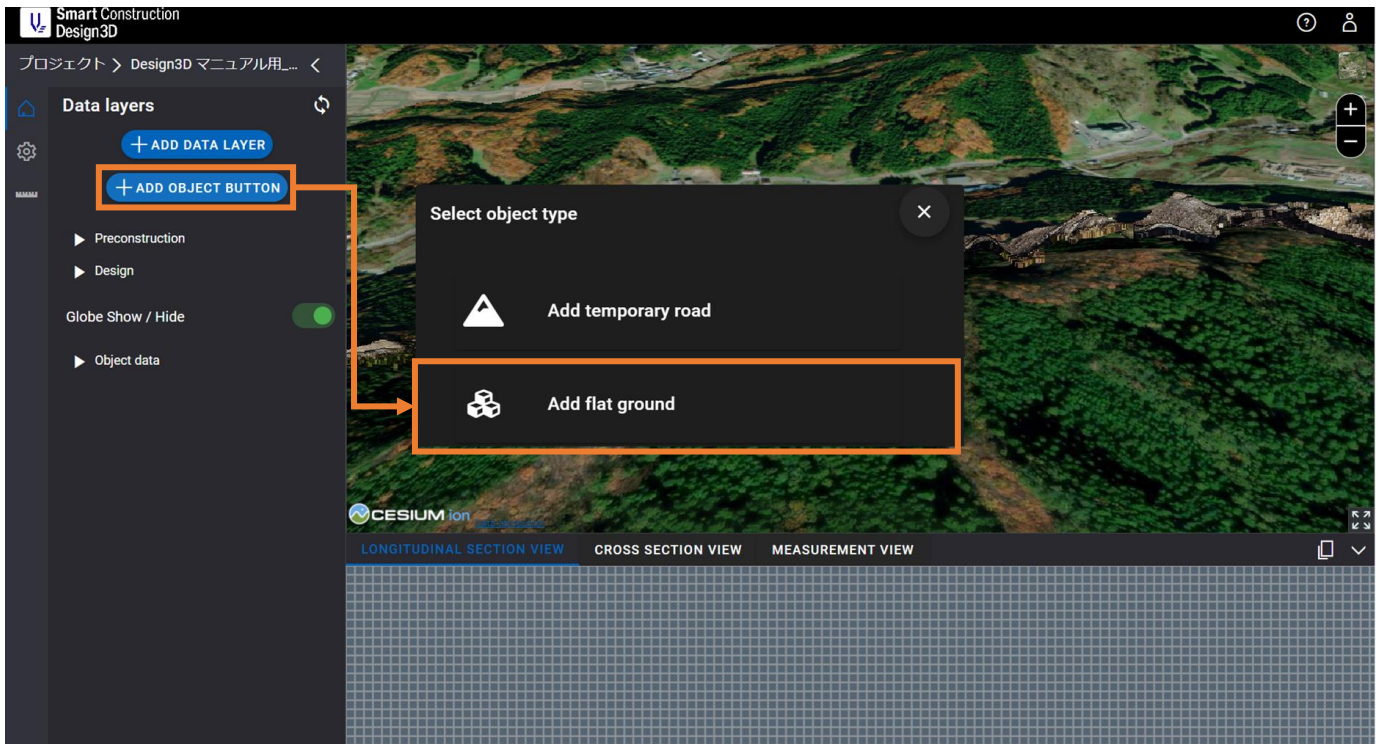 Smart Construction
Design3D
プロジェクト > Design3D マニュアル用_... <
Data layers
+ ADD DATA LAYER
+ ADD OBJECT BUTTON
Preconstruction
Design
Globe Show / Hide
Object data
Select object type
Add temporary road
Add flat ground
CESIUM ion
LONGITUDINAL SECTION VIEW
CROSS SECTION VIEW
MEASUREMENT VIEW